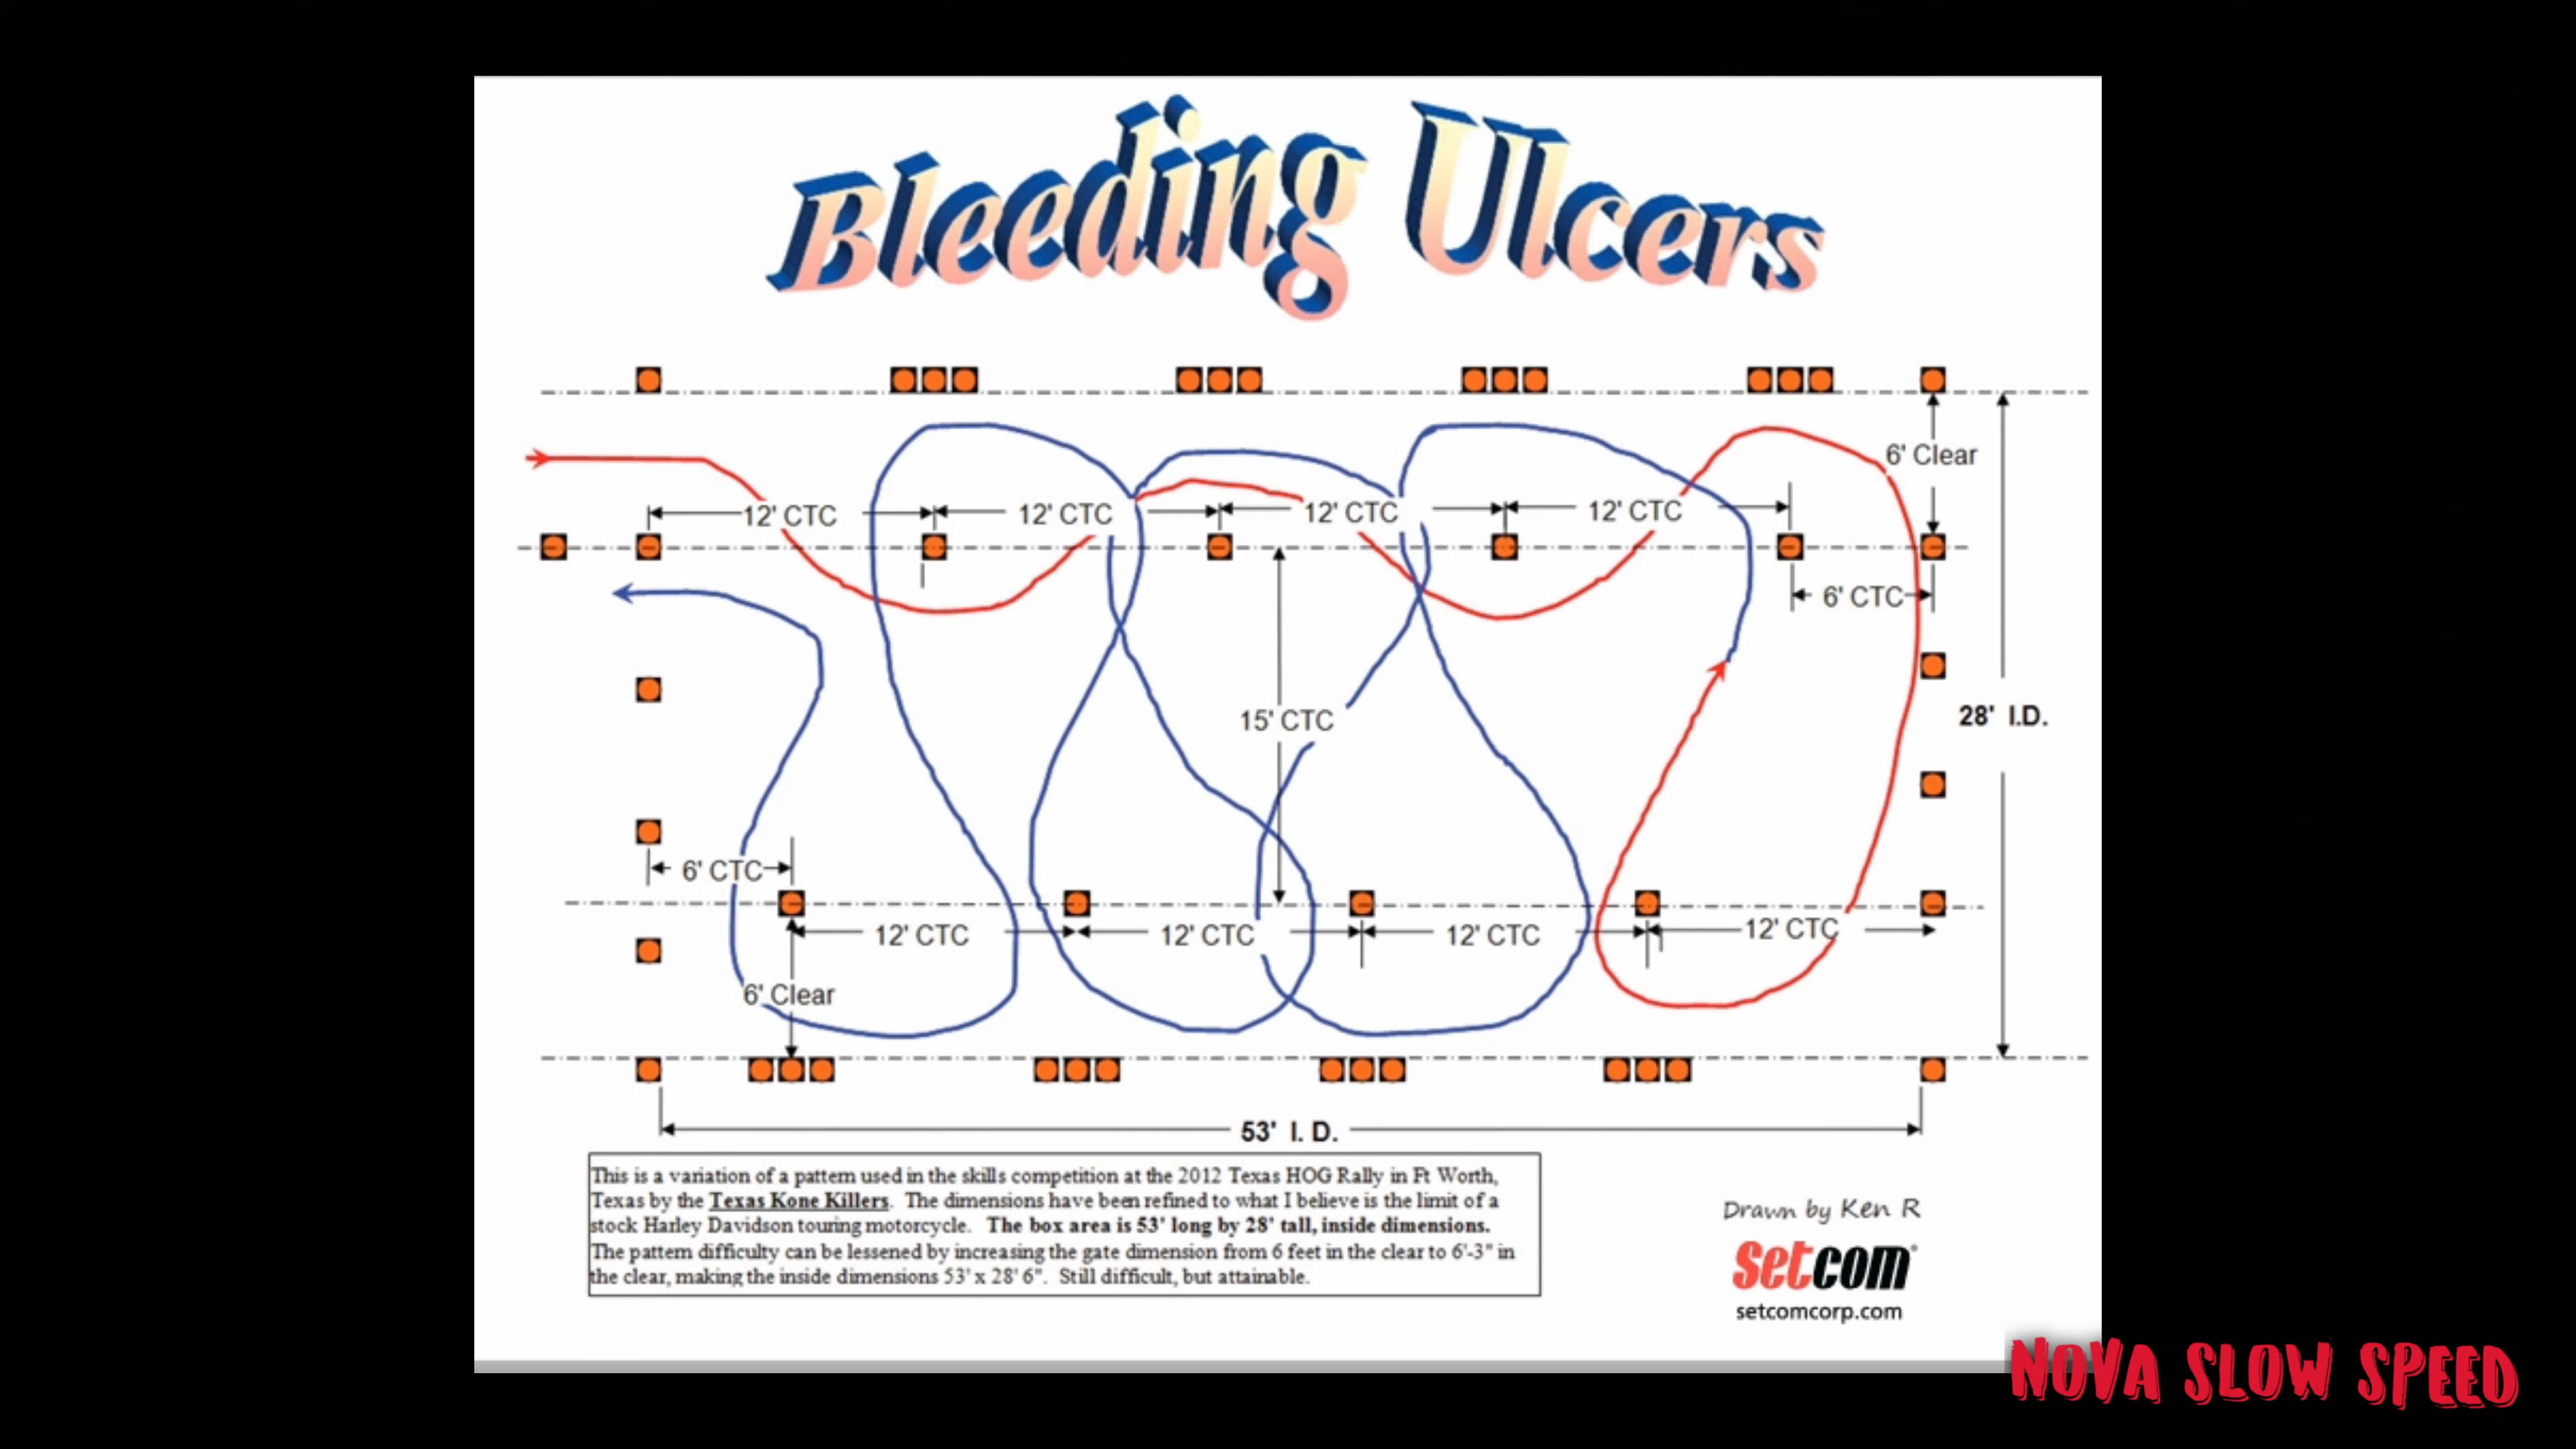 Bleeding Ulcers
6' Clear
12' CTC
12' CTC
12' CTC
12' CTC
6' CTC
15' CTC
28' I.D.
6' CTC
12' CTC
12' CTC
12' CTC
12' CTC
6' Clear
53' I. D.
This is a variation of a pattern used in the skills competition at the 2012 Texas HOG Rally in Ft Worth,
Texas by the Texas Kone Killers. The dimensions have been refined to what I believe is the limit of a
stock Harley Davidson touring motorcycle. The box area is 53' long by 28' tall, inside dimensions.
The pattern difficulty can be lessened by increasing the gate dimension from 6 feet in the clear to 6'-3" in
the clear, making the inside dimensions 53' x 28' 6". Still difficult, but attainable.
Drawn by Ken R
Setcom
setcomcorp.com
NOVA SLOW SPEED